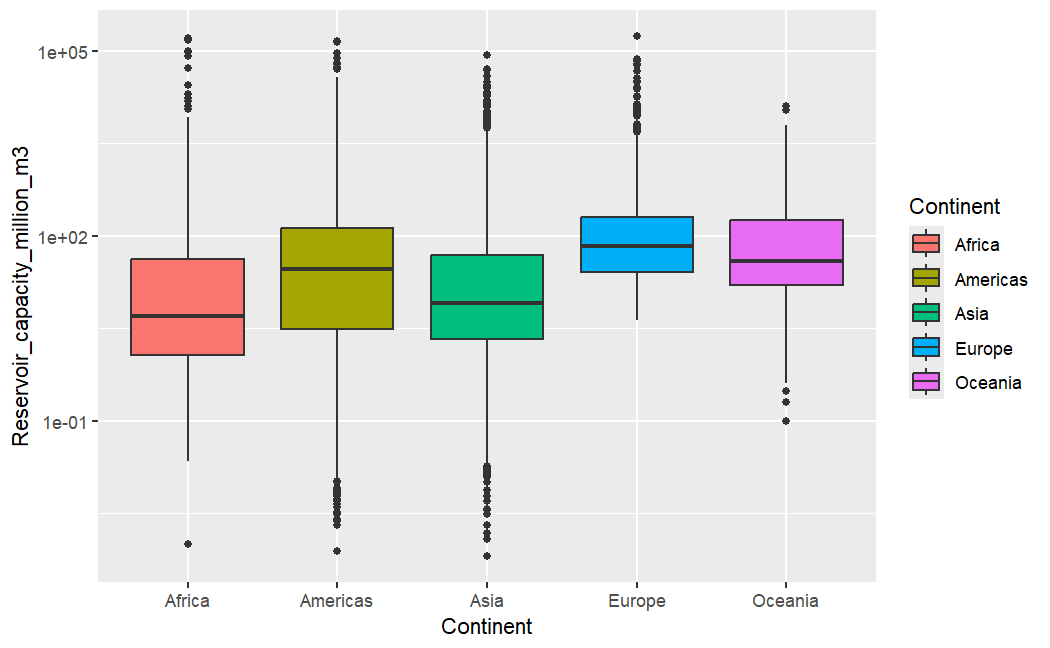 Reservoir_capacity_million_m3
1e+05
1e+02
1e-01
Africa
Americas
Asia
Europe
Oceania
Continent
Continent
Africa
Americas
Asia
Europe
Oceania